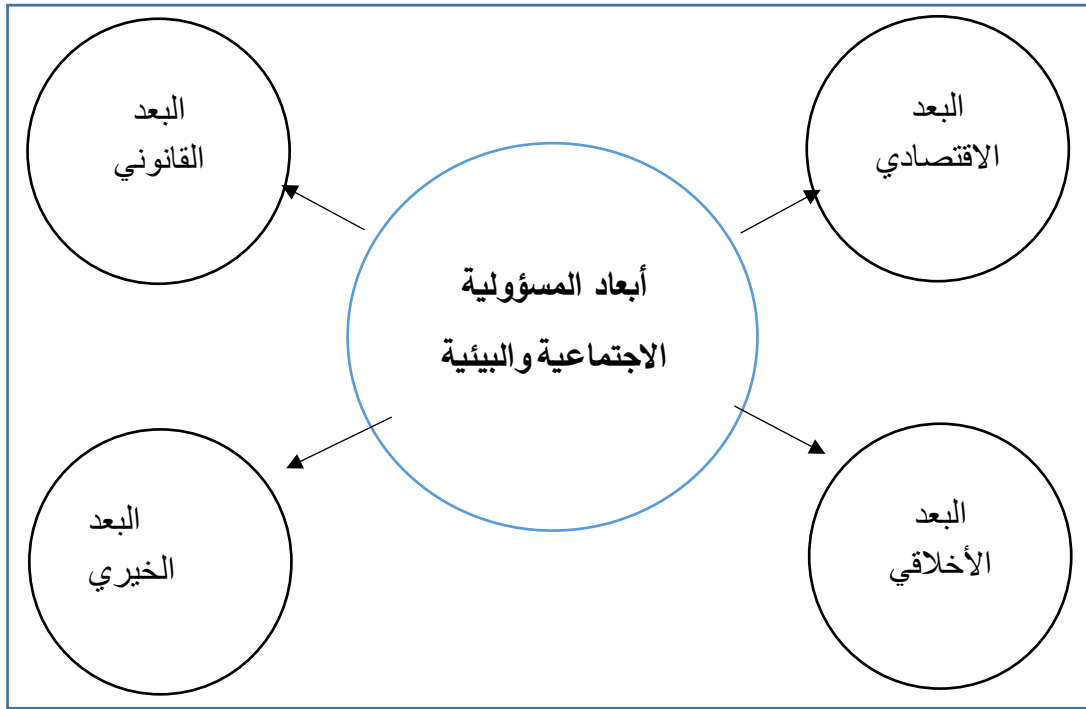 البعد
الاقتصادي
البعد
القانوني
أبعاد المسؤولية
الاجتماعية والبيئية
البعد
الأخلاقي
البعد
الخيري